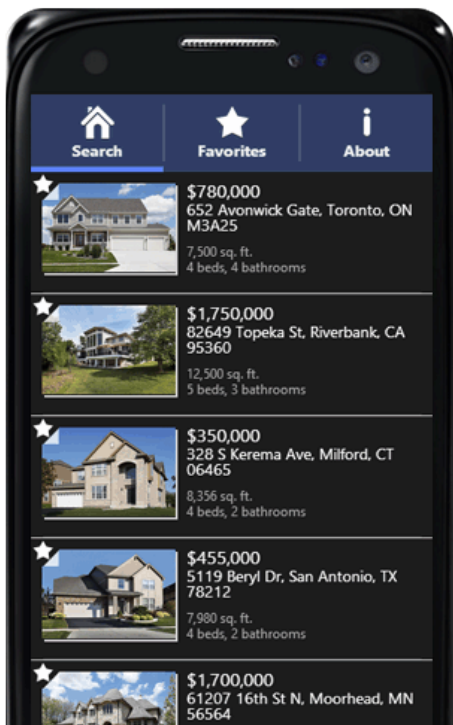 Search
Favorites
About
$780,000
652 Avonwick Gate, Toronto, ON
M3A25
7,500 sq. ft.
4 beds, 4 bathrooms
$1,750,000
82649 Topeka St, Riverbank, CA
95360
12,500 sq. ft.
5 beds, 3 bathrooms
$350,000
328 S Kerema Ave, Milford, CT
06465
8,356 sq. ft.
4 beds, 2 bathrooms
$455,000
5119 Beryl Dr, San Antonio, TX
78212
7,980 sq. ft.
4 beds, 2 bathrooms
$1,700,000
61207 16th St N, Moorhead, MN
56564